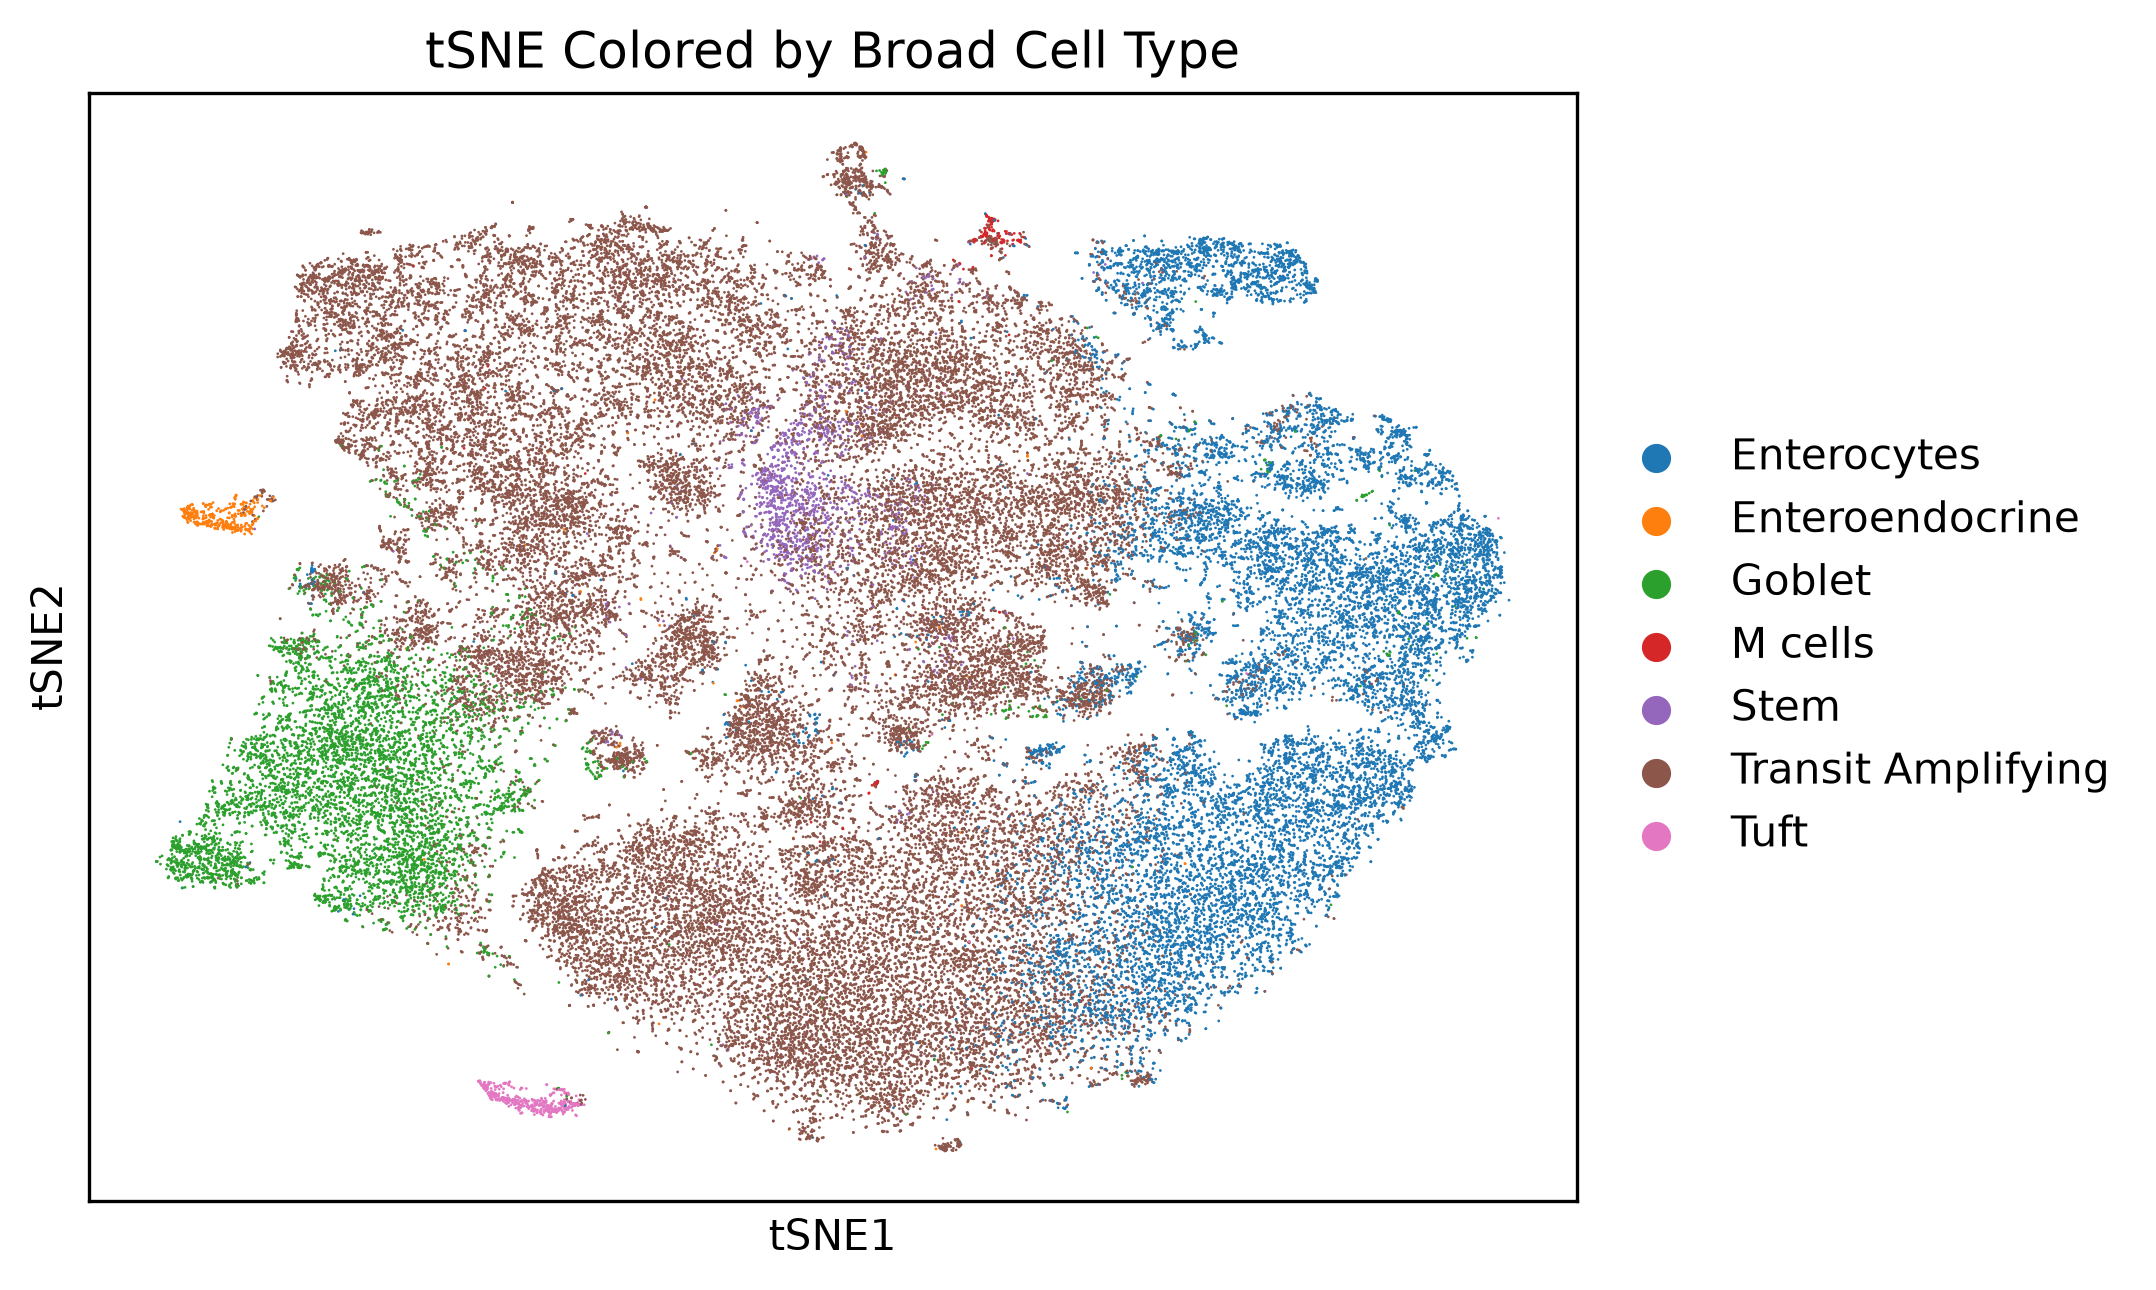 tSNE Colored by Broad Cell Type
tSNE2
tSNE1
Enterocytes
Enteroendocrine
Goblet
M cells
Stem
Transit Amplifying
Tuft